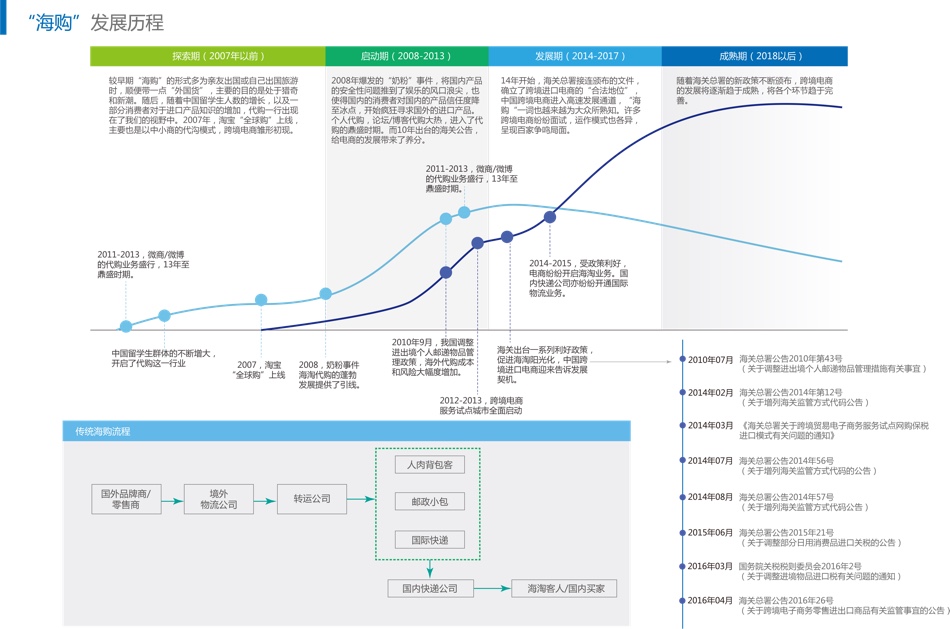 “海购”发展历程
探索期（2007年以前）
启动期（2008-2013）
发展期（2014-2017）
成熟期（2018以后）
较早期“海购”的形式多为亲友出国或自己出国旅游
时，顺便带一点“外国货”，主要的目的是处于猎奇
和新潮。随后，随着中国留学生人数的增长，以及一
部分消费者对于进口产品知识的增加，代购一行出现
在了我们的视野中。2007年，淘宝“全球购”上线，
主要也是以中小商的代沟模式，跨境电商雏形初现。
2008年爆发的“奶粉”事件，将国内产品
的安全性问题推到了娱乐的风口浪尖，也
使得国内的消费者对国内的产品信任度降
至冰点，开始疯狂寻求国外的进口产品。
个人代购，论坛/博客代购大热，进入了代
购的鼎盛时期。而10年出台的海关公告，
给电商的发展带来了养分。
14年开始，海关总署接连颁布的文件，
确立了跨境进口电商的“合法地位”，
中国跨境电商进入高速发展通道，“海
购”一词也越来越为大众所熟知。许多
跨境电商纷纷面试，运作模式也各异，
呈现百家争鸣局面。
随着海关总署的新政策不断颁布，跨境电商
的发展将逐渐趋于成熟，将各个环节趋于完
善。
2011-2013，微商/微博
的代购业务盛行，13年至
鼎盛时期。
2011-2013，微商/微博
的代购业务盛行，13年至
鼎盛时期。
2014-2015，受政策利好，
电商纷纷开启海淘业务。国
内快递公司亦纷纷开通国际
物流业务。
中国留学生群体的不断增大，
开启了代购这一行业
2007，淘宝
“全球购”上线
2008，奶粉事件
海淘代购的蓬勃
发展提供了引线。
2010年9月，我国调整
进出境个人邮递物品管
理政策，海外代购成本
和风险大幅度增加。
2012-2013，跨境电商
服务试点城市全面启动
海关出台一系列利好政策，
促进海淘阳光化，中国跨
境进口电商迎来告诉发展
契机。
2010年07月 海关总署公告2010年第43号
（关于调整进出境个人邮递物品管理措施有关事宜）
2014年02月 海关总署公告2014年第12号
（关于增列海关监管方式代码公告）
2014年03月 《海关总署关于跨境贸易电子商务服务试点网购保税
进口模式有关问题的通知》
2014年07月 海关总署公告2014年56号
（关于增列海关监管方式代码的公告）
2014年08月 海关总署公告2014年57号
（关于增列海关监管方式代码公告）
2015年06月 海关总署公告2015年21号
（关于调整部分日用消费品进口关税的公告）
2016年03月 国务院关税税则委员会2016年2号
（关于调整进境物品进口税有关问题的通知）
2016年04月 海关总署公告2016年26号
（关于跨境电子商务零售进出口商品有关监管事宜的公告）
传统海购流程
国外品牌商/
零售商
境外
物流公司
转运公司
人肉背包客
邮政小包
国际快递
国内快递公司
海淘客人/国内买家